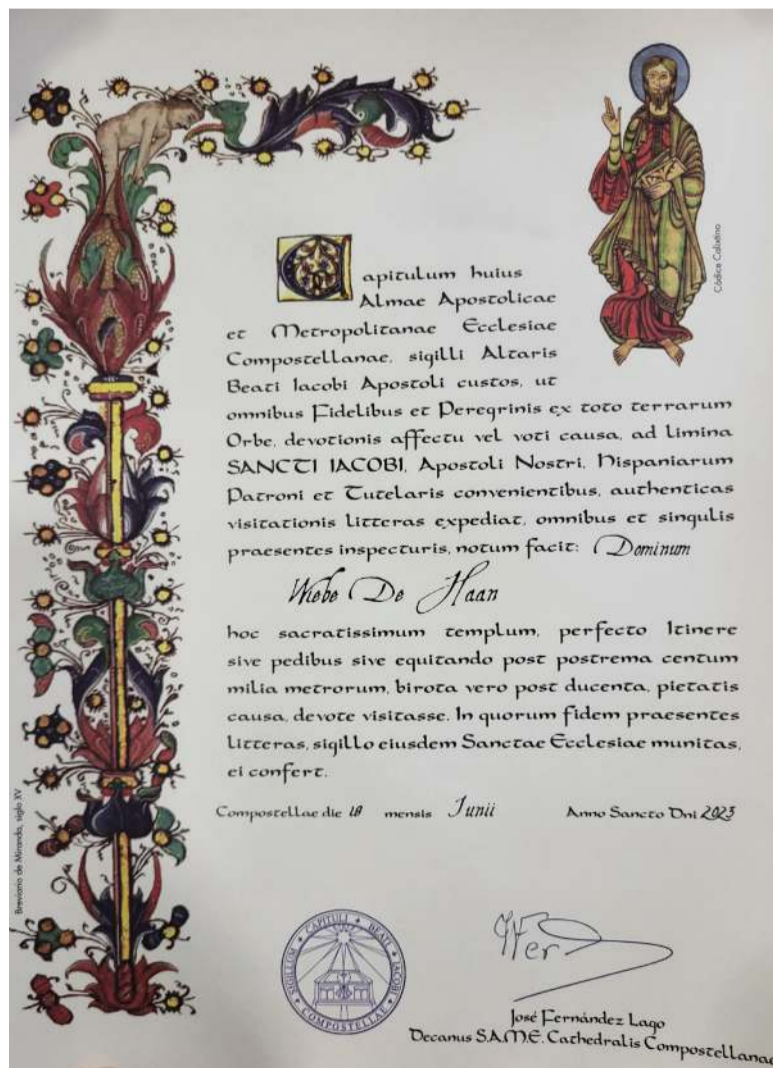 Capitulum huius
Almae Apostolicae
et Metropolitanae Ecclesiae
Compostellanae, sigilli Altaris
Beati Iacobi Apostoli custos, ut
omnibus Fidelibus et Peregrinis ex toto terrarum
Orbe, devotionis affectu vel voti causa, ad limina
SANCTI IACOBI, Apostoli Nostri, Hispaniarum
Patroni et Tutelaris convenientibus, authenticas
visitationis litteras expediat, omnibus et singulis
praesentes inspecturis, notum facit: Dominum
Wiebe De Haan
hoc sacratissimum templum, perfecto Itinere
sive pedibus sive equitando post postrema centum
milia metrorum, birota vero post ducenta, pietatis
causa, devote visitasse. In quorum fidem praesentes
litteras, sigillo eiusdem Sanctae Ecclesiae munitas,
ei confert.
Compostellae die 18 mensis Junii Anno Sancto Dni 2023
SIGILLUM CAPITULI BEATI IACOBI COMPOSTELLAE
José Fernández Lago
Decanus S.A.M.E. Cathedralis Compostellanae
Códice Calixtino
Breviario de Miranda, siglo XV